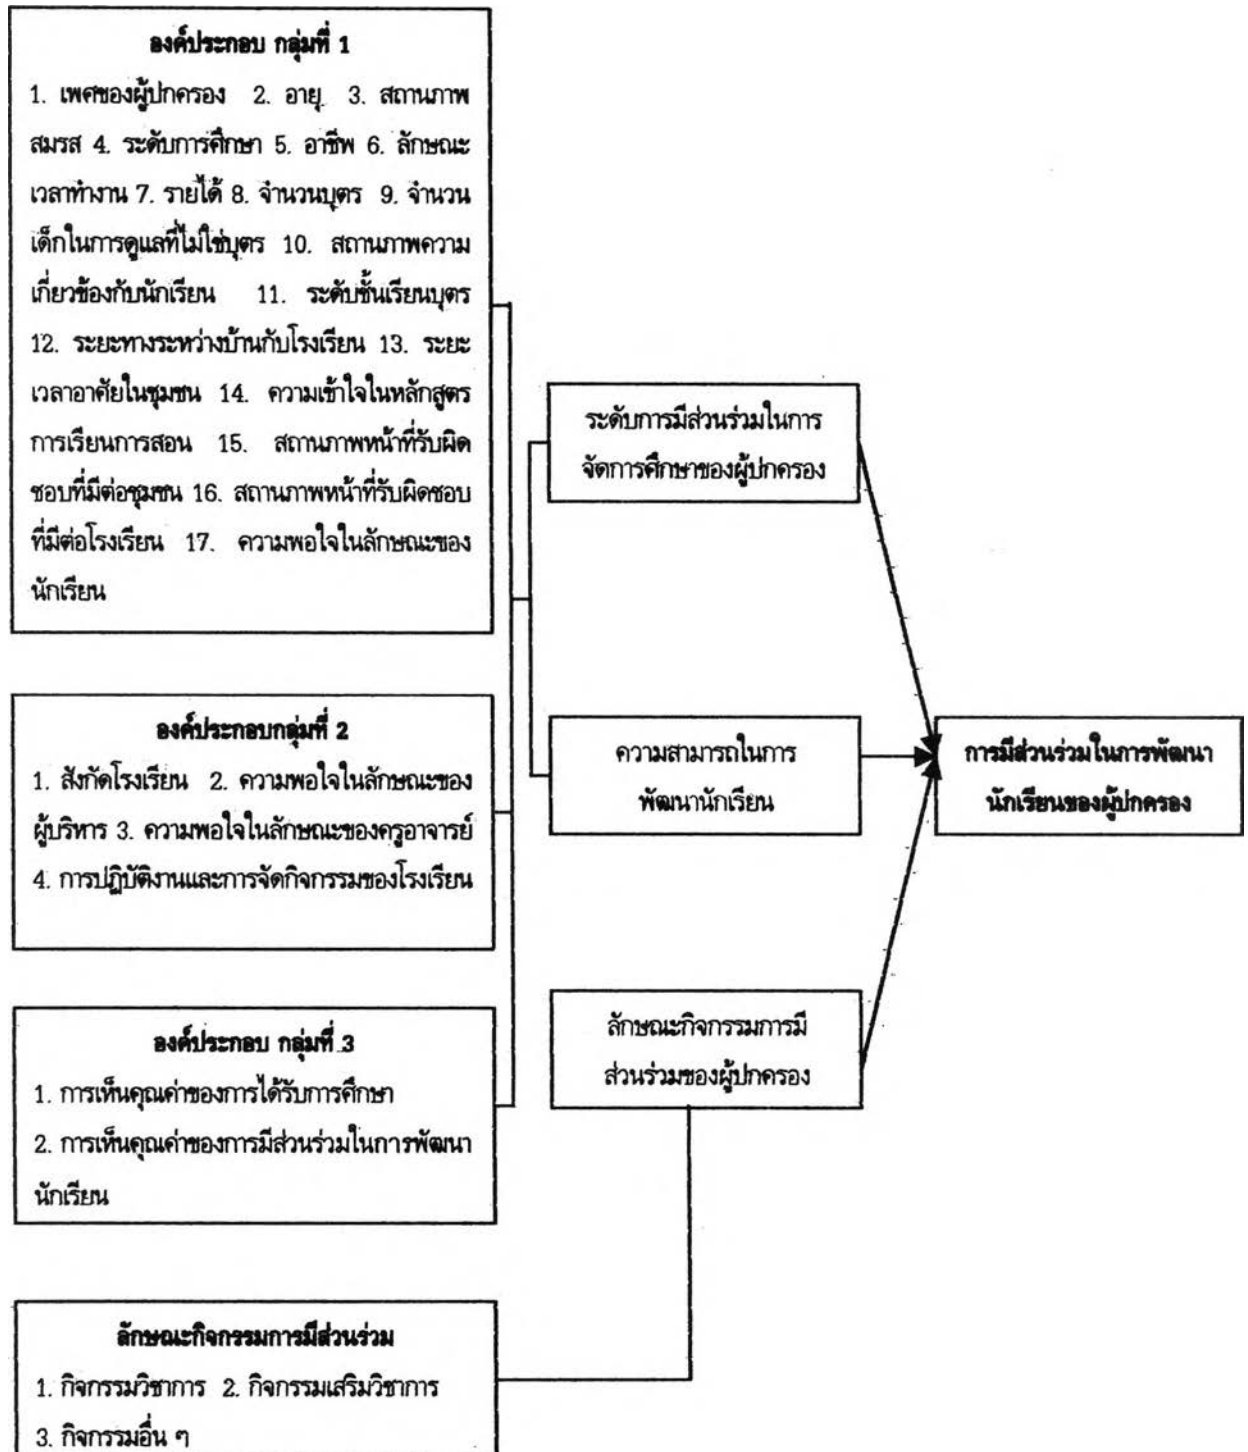 องค์ประกอบ กลุ่มที่ 1
1. เพศของผู้ปกครอง 2. อายุ 3. สถานภาพ
สมรส 4. ระดับการศึกษา 5. อาชีพ 6. ลักษณะ
เวลาทำงาน 7. รายได้ 8. จำนวนบุตร 9. จำนวน
เด็กในการดูแลที่ไม่ใช่บุตร 10. สถานภาพความ
เกี่ยวข้องกับนักเรียน 11. ระดับชั้นเรียนบุตร
12. ระยะทางระหว่างบ้านกับโรงเรียน 13. ระยะ
เวลาอาศัยในชุมชน 14. ความเข้าใจในหลักสูตร
การเรียนการสอน 15. สถานภาพหน้าที่รับผิด
ชอบที่มีต่อชุมชน 16. สถานภาพหน้าที่รับผิดชอบ
ที่มีต่อโรงเรียน 17. ความพอใจในลักษณะของ
นักเรียน
องค์ประกอบกลุ่มที่ 2
1. สังกัดโรงเรียน 2. ความพอใจในลักษณะของ
ผู้บริหาร 3. ความพอใจในลักษณะของครูอาจารย์
4. การปฏิบัติงานและการจัดกิจกรรมของโรงเรียน
องค์ประกอบ กลุ่มที่ 3
1. การเห็นคุณค่าของการได้รับการศึกษา
2. การเห็นคุณค่าของการมีส่วนร่วมในการพัฒนา
นักเรียน
ลักษณะกิจกรรมการมีส่วนร่วม
1. กิจกรรมวิชาการ 2. กิจกรรมเสริมวิชาการ
3. กิจกรรมอื่น ๆ
ระดับการมีส่วนร่วมในการ
จัดการศึกษาของผู้ปกครอง
ความสามารถในการ
พัฒนานักเรียน
ลักษณะกิจกรรมการมี
ส่วนร่วมของผู้ปกครอง
การมีส่วนร่วมในการพัฒนา
นักเรียนของผู้ปกครอง